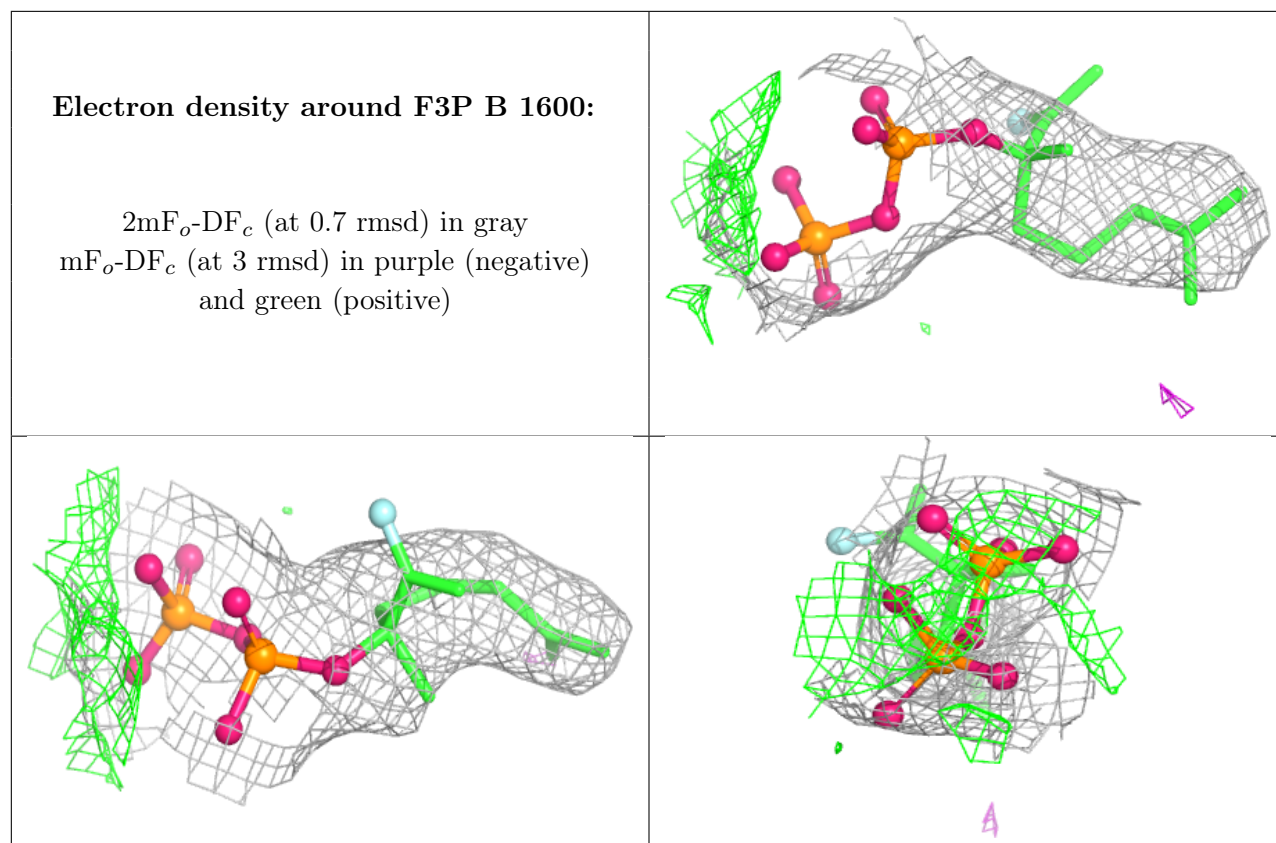 Electron density around F3P B 1600:
2mFₒ-DF𝒸 (at 0.7 rmsd) in gray
mFₒ-DF𝒸 (at 3 rmsd) in purple (negative)
and green (positive)